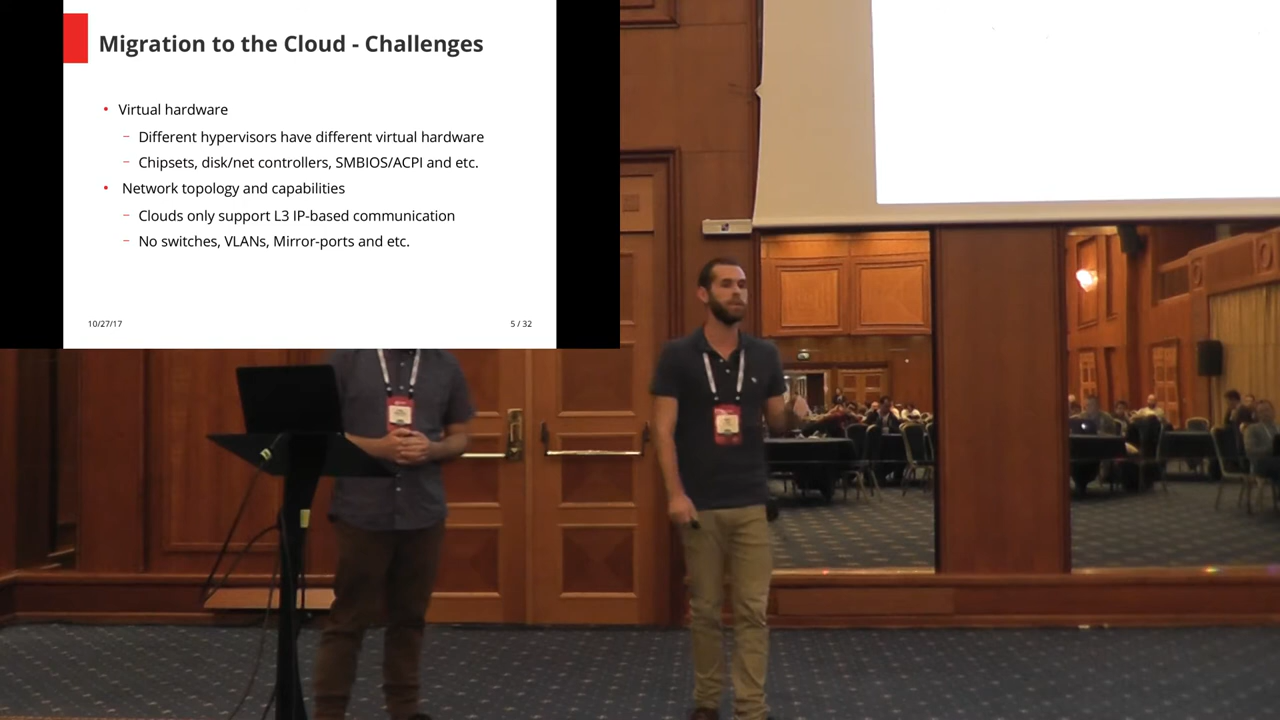 Migration to the Cloud - Challenges
• Virtual hardware
– Different hypervisors have different virtual hardware
– Chipsets, disk/net controllers, SMBIOS/ACPI and etc.
• Network topology and capabilities
– Clouds only support L3 IP-based communication
– No switches, VLANs, Mirror-ports and etc.
10/27/17
5 / 32